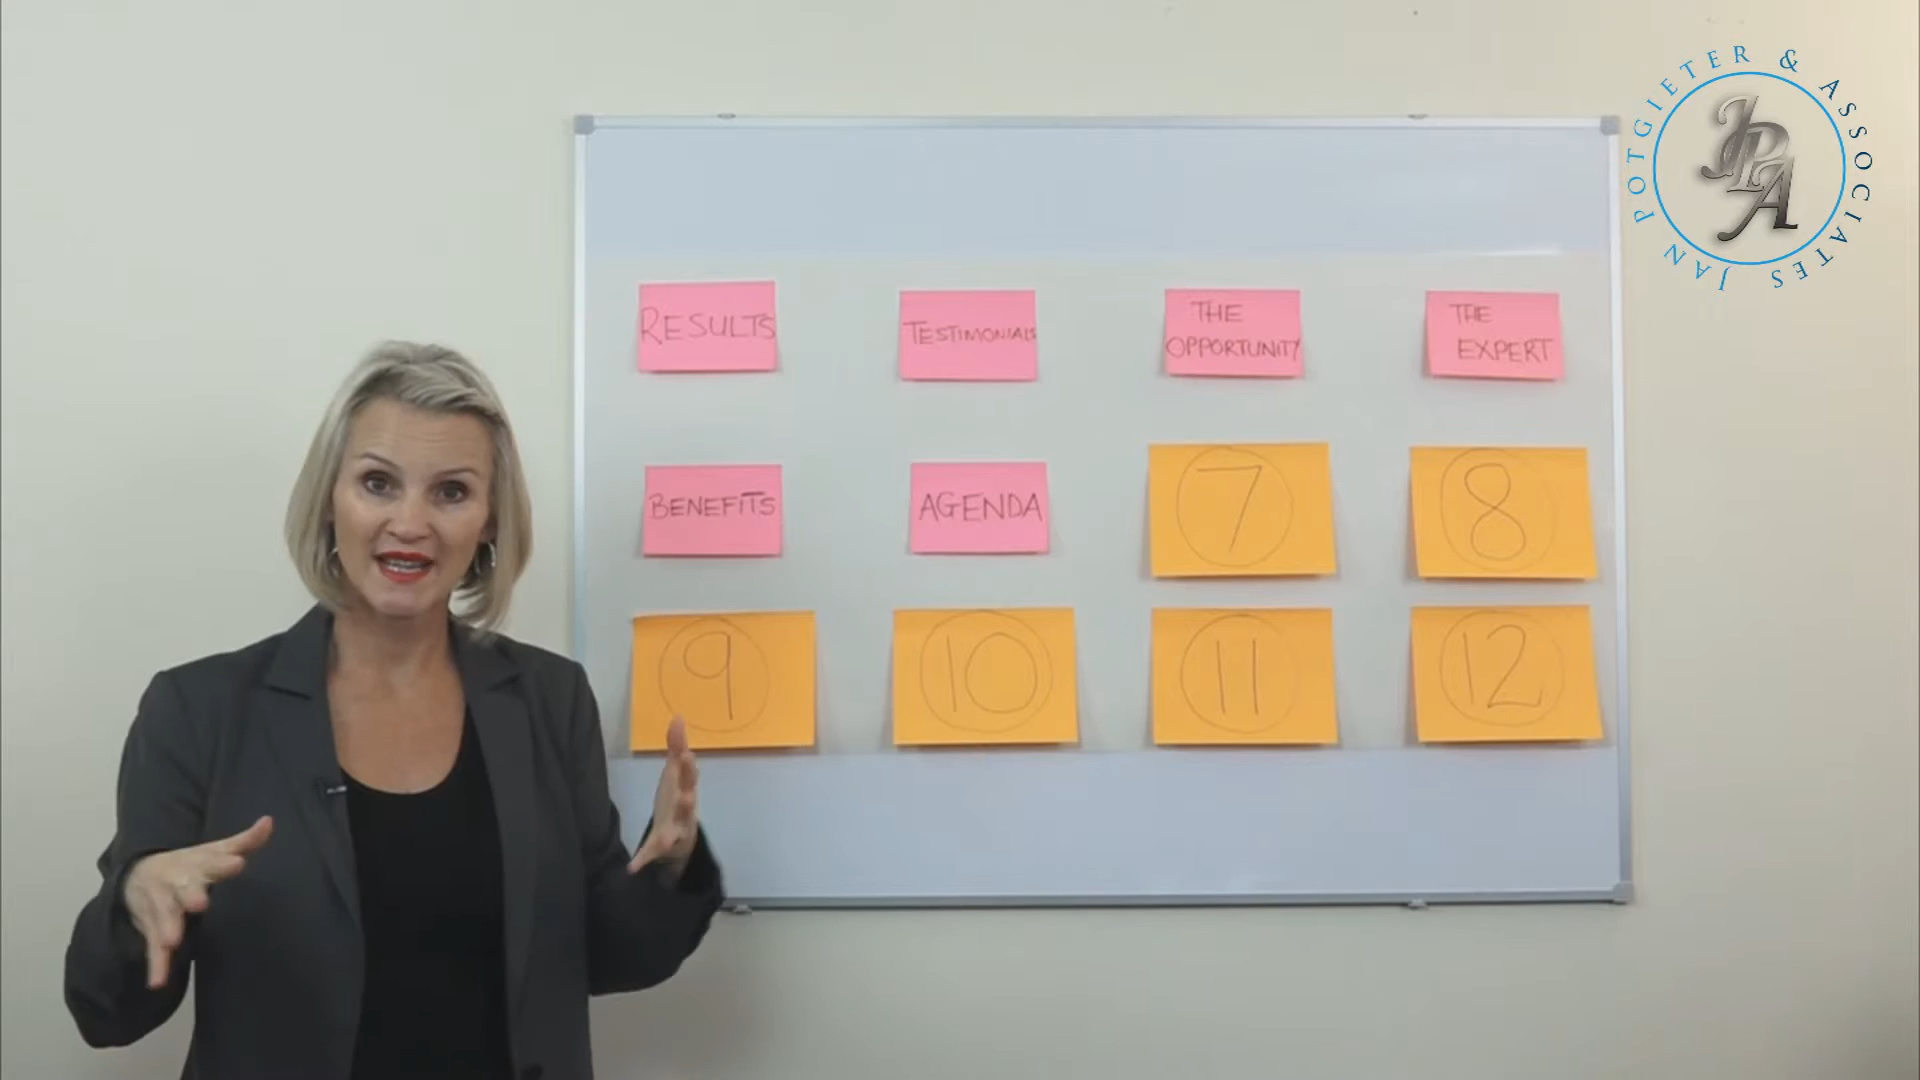 RESULTS
TESTIMONIALS
THE
OPPORTUNITY
THE
EXPERT
BENEFITS
AGENDA
7
8
9
10
11
12
JAN POTGIETER & ASSOCIATES
JPA